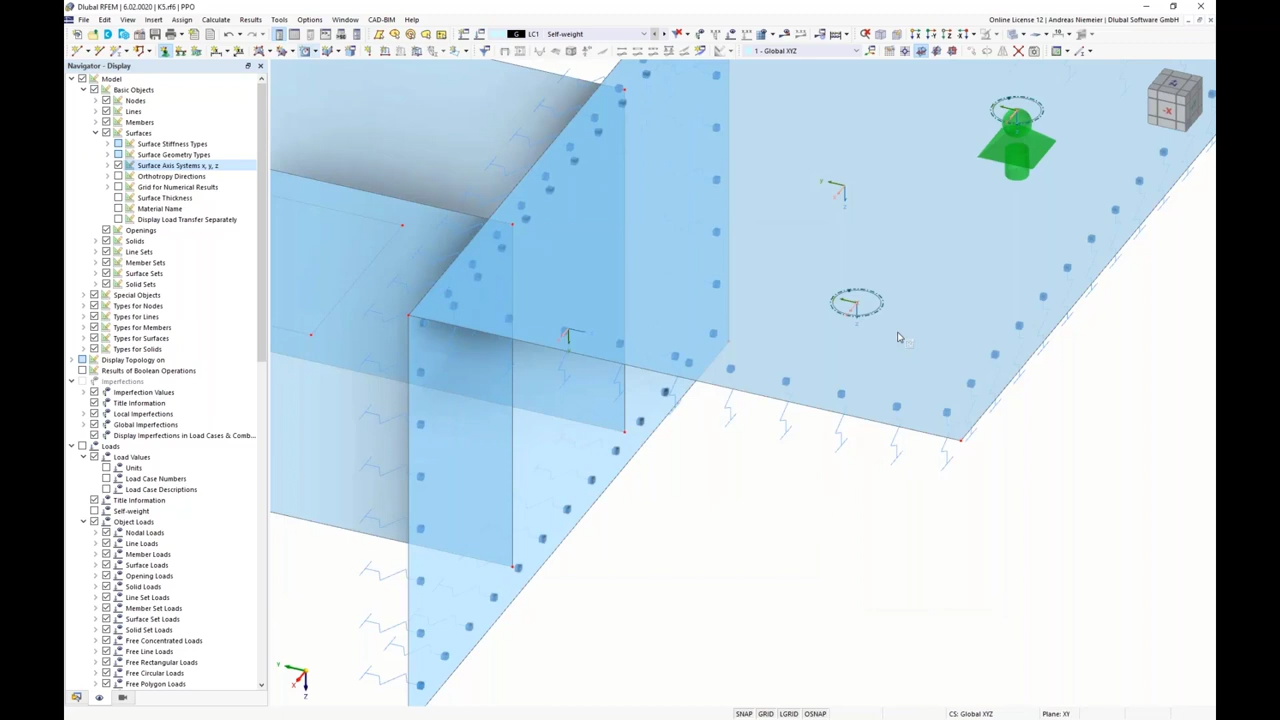 Dlubal RFEM | 6.02.0020 | K5.rf6 | PPO
File Edit View Insert Assign Calculate Results Tools Options Window CAD-BIM Help
Online License 12 | Andreas Niemeier | Dlubal Software GmbH
G LC1 Self-weight
1 - Global XYZ
Navigator - Display
Model
Basic Objects
Nodes
Lines
Members
Surfaces
Surface Stiffness Types
Surface Geometry Types
Surface Axis Systems x, y, z
Orthotropy Directions
Grid for Numerical Results
Surface Thickness
Material Name
Display Load Transfer Separately
Openings
Solids
Line Sets
Member Sets
Surface Sets
Solid Sets
Special Objects
Types for Nodes
Types for Lines
Types for Members
Types for Surfaces
Types for Solids
Display Topology on
Results of Boolean Operations
Imperfections
Imperfection Values
Title Information
Local Imperfections
Global Imperfections
Display Imperfections in Load Cases & Comb...
Loads
Load Values
Units
Load Case Numbers
Load Case Descriptions
Title Information
Self-weight
Object Loads
Nodal Loads
Line Loads
Member Loads
Surface Loads
Opening Loads
Solid Loads
Line Set Loads
Member Set Loads
Surface Set Loads
Solid Set Loads
Free Concentrated Loads
Free Line Loads
Free Rectangular Loads
Free Circular Loads
Free Polygon Loads
-X
Y
X
Z
SNAP GRID LGRID OSNAP
CS: Global XYZ
Plane: XY